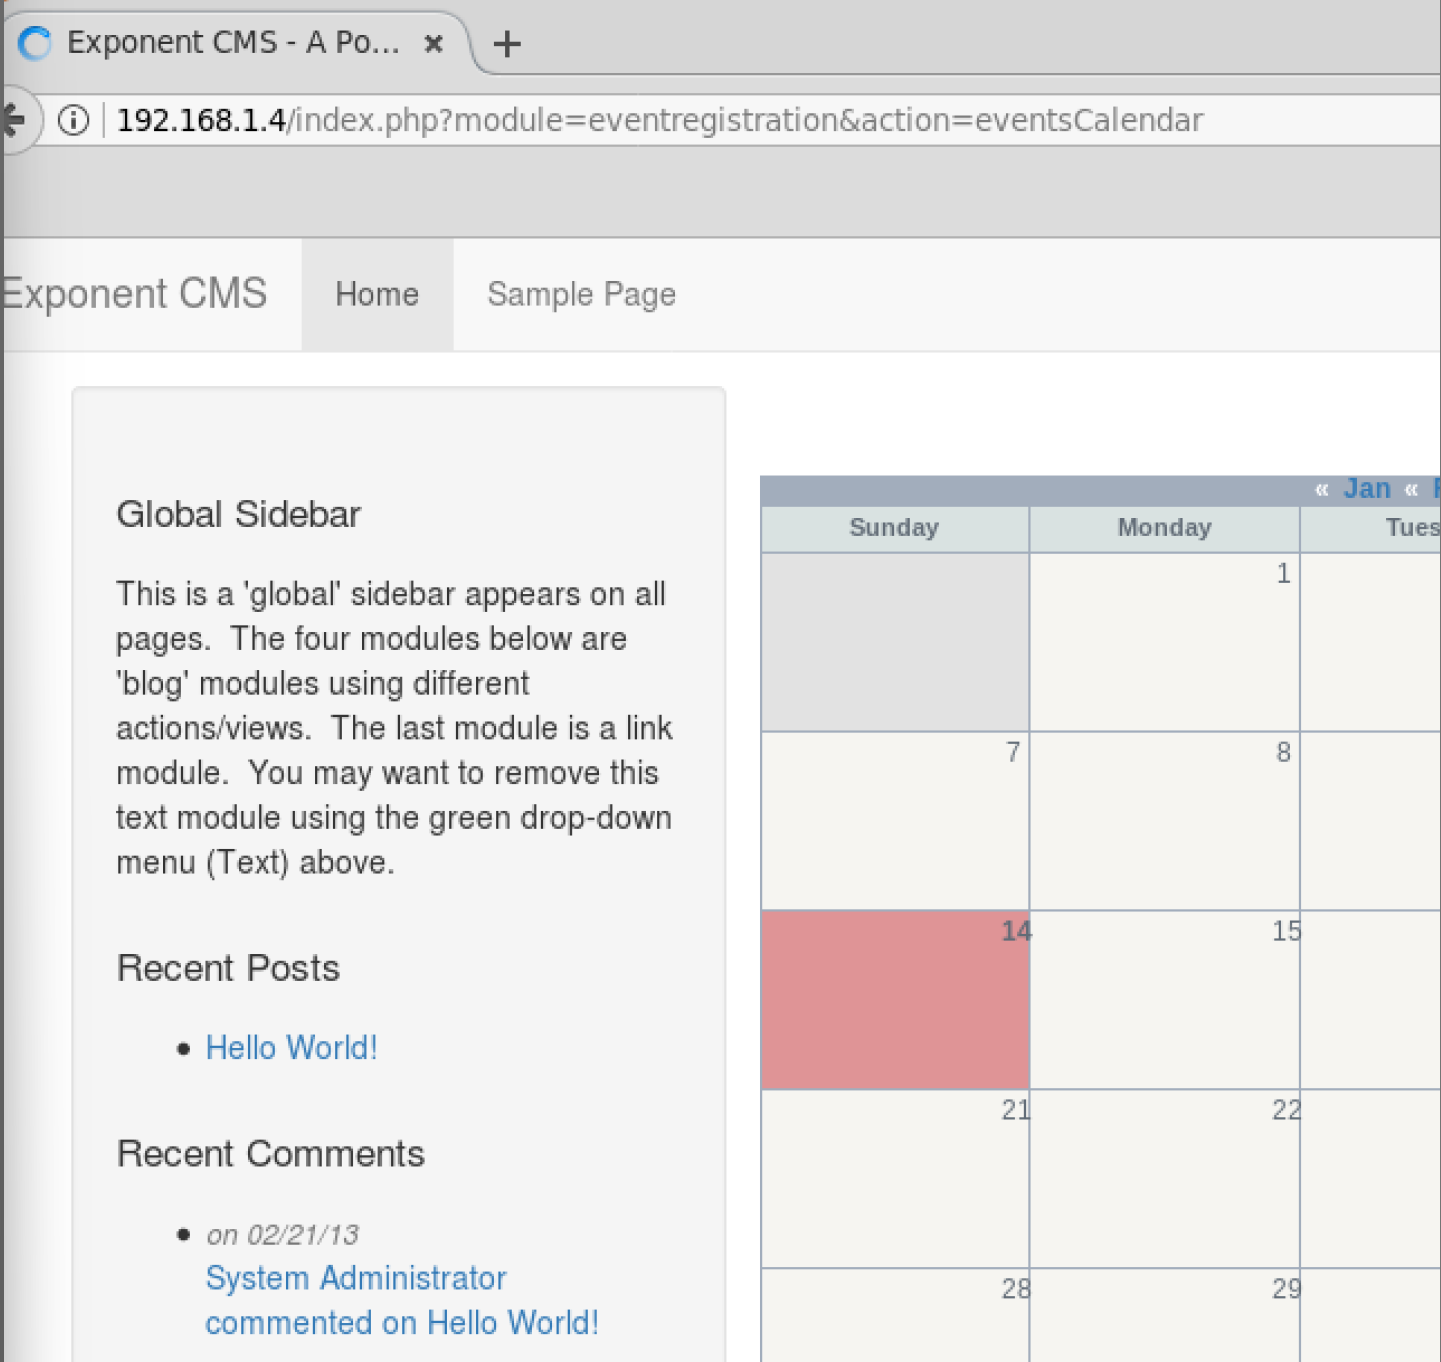 Exponent CMS - A Po...
192.168.1.4/index.php?module=eventregistration&action=eventsCalendar
Exponent CMS Home Sample Page
Global Sidebar
This is a 'global' sidebar appears on all
pages.  The four modules below are
'blog' modules using different
actions/views.  The last module is a link
module.  You may want to remove this
text module using the green drop-down
menu (Text) above.
Recent Posts
• Hello World!
Recent Comments
• on 02/21/13
System Administrator
commented on Hello World!
« Jan «
Sunday Monday Tues
1
7 8
14 15
21 22
28 29